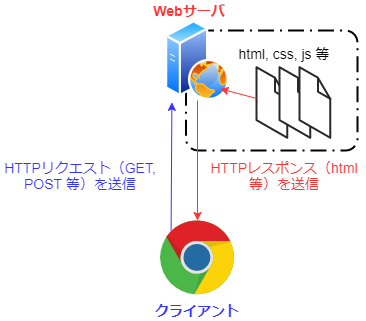 Webサーバ
html, css, js 等
HTTPリクエスト（GET,
POST 等）を送信
HTTPレスポンス（html
等）を送信
クライアント